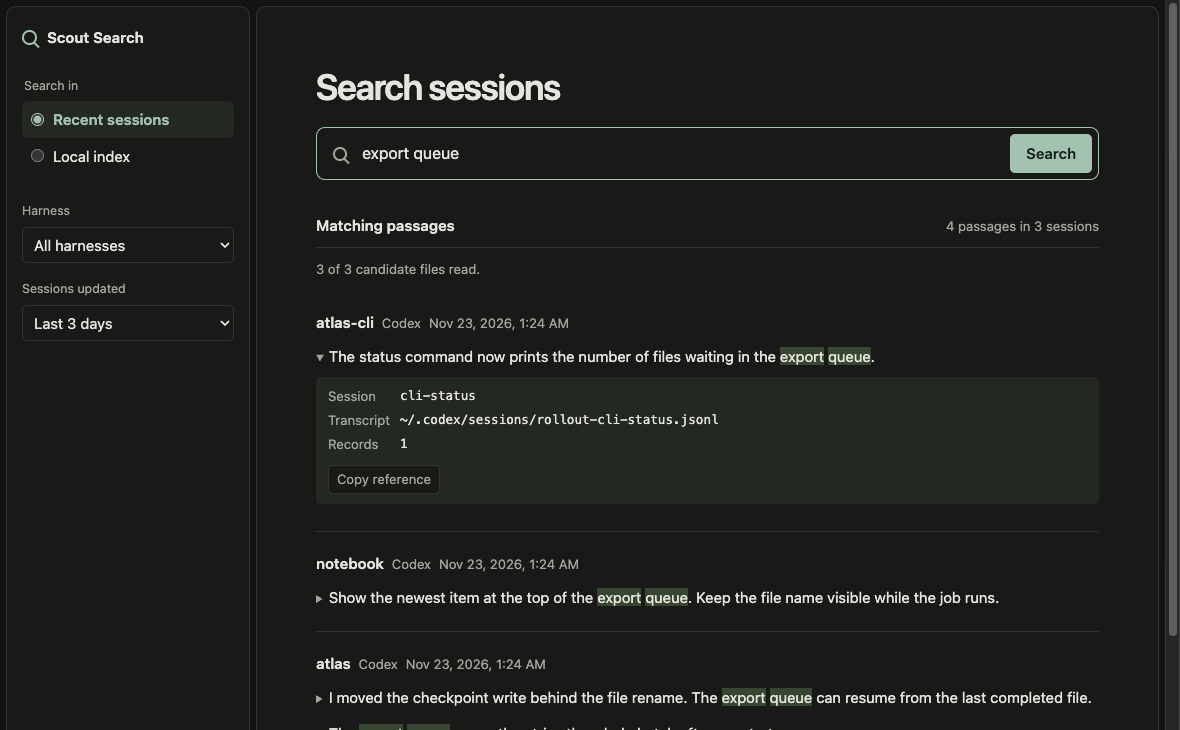 Scout Search
Search in
Recent sessions
Local index
Harness
All harnesses
Sessions updated
Last 3 days
Search sessions
export queue
Search
Matching passages
4 passages in 3 sessions
3 of 3 candidate files read.
atlas-cli Codex Nov 23, 2026, 1:24 AM
The status command now prints the number of files waiting in the export queue.
Session cli-status
Transcript ~/.codex/sessions/rollout-cli-status.jsonl
Records 1
Copy reference
notebook Codex Nov 23, 2026, 1:24 AM
Show the newest item at the top of the export queue. Keep the file name visible while the job runs.
atlas Codex Nov 23, 2026, 1:24 AM
I moved the checkpoint write behind the file rename. The export queue can resume from the last completed file.